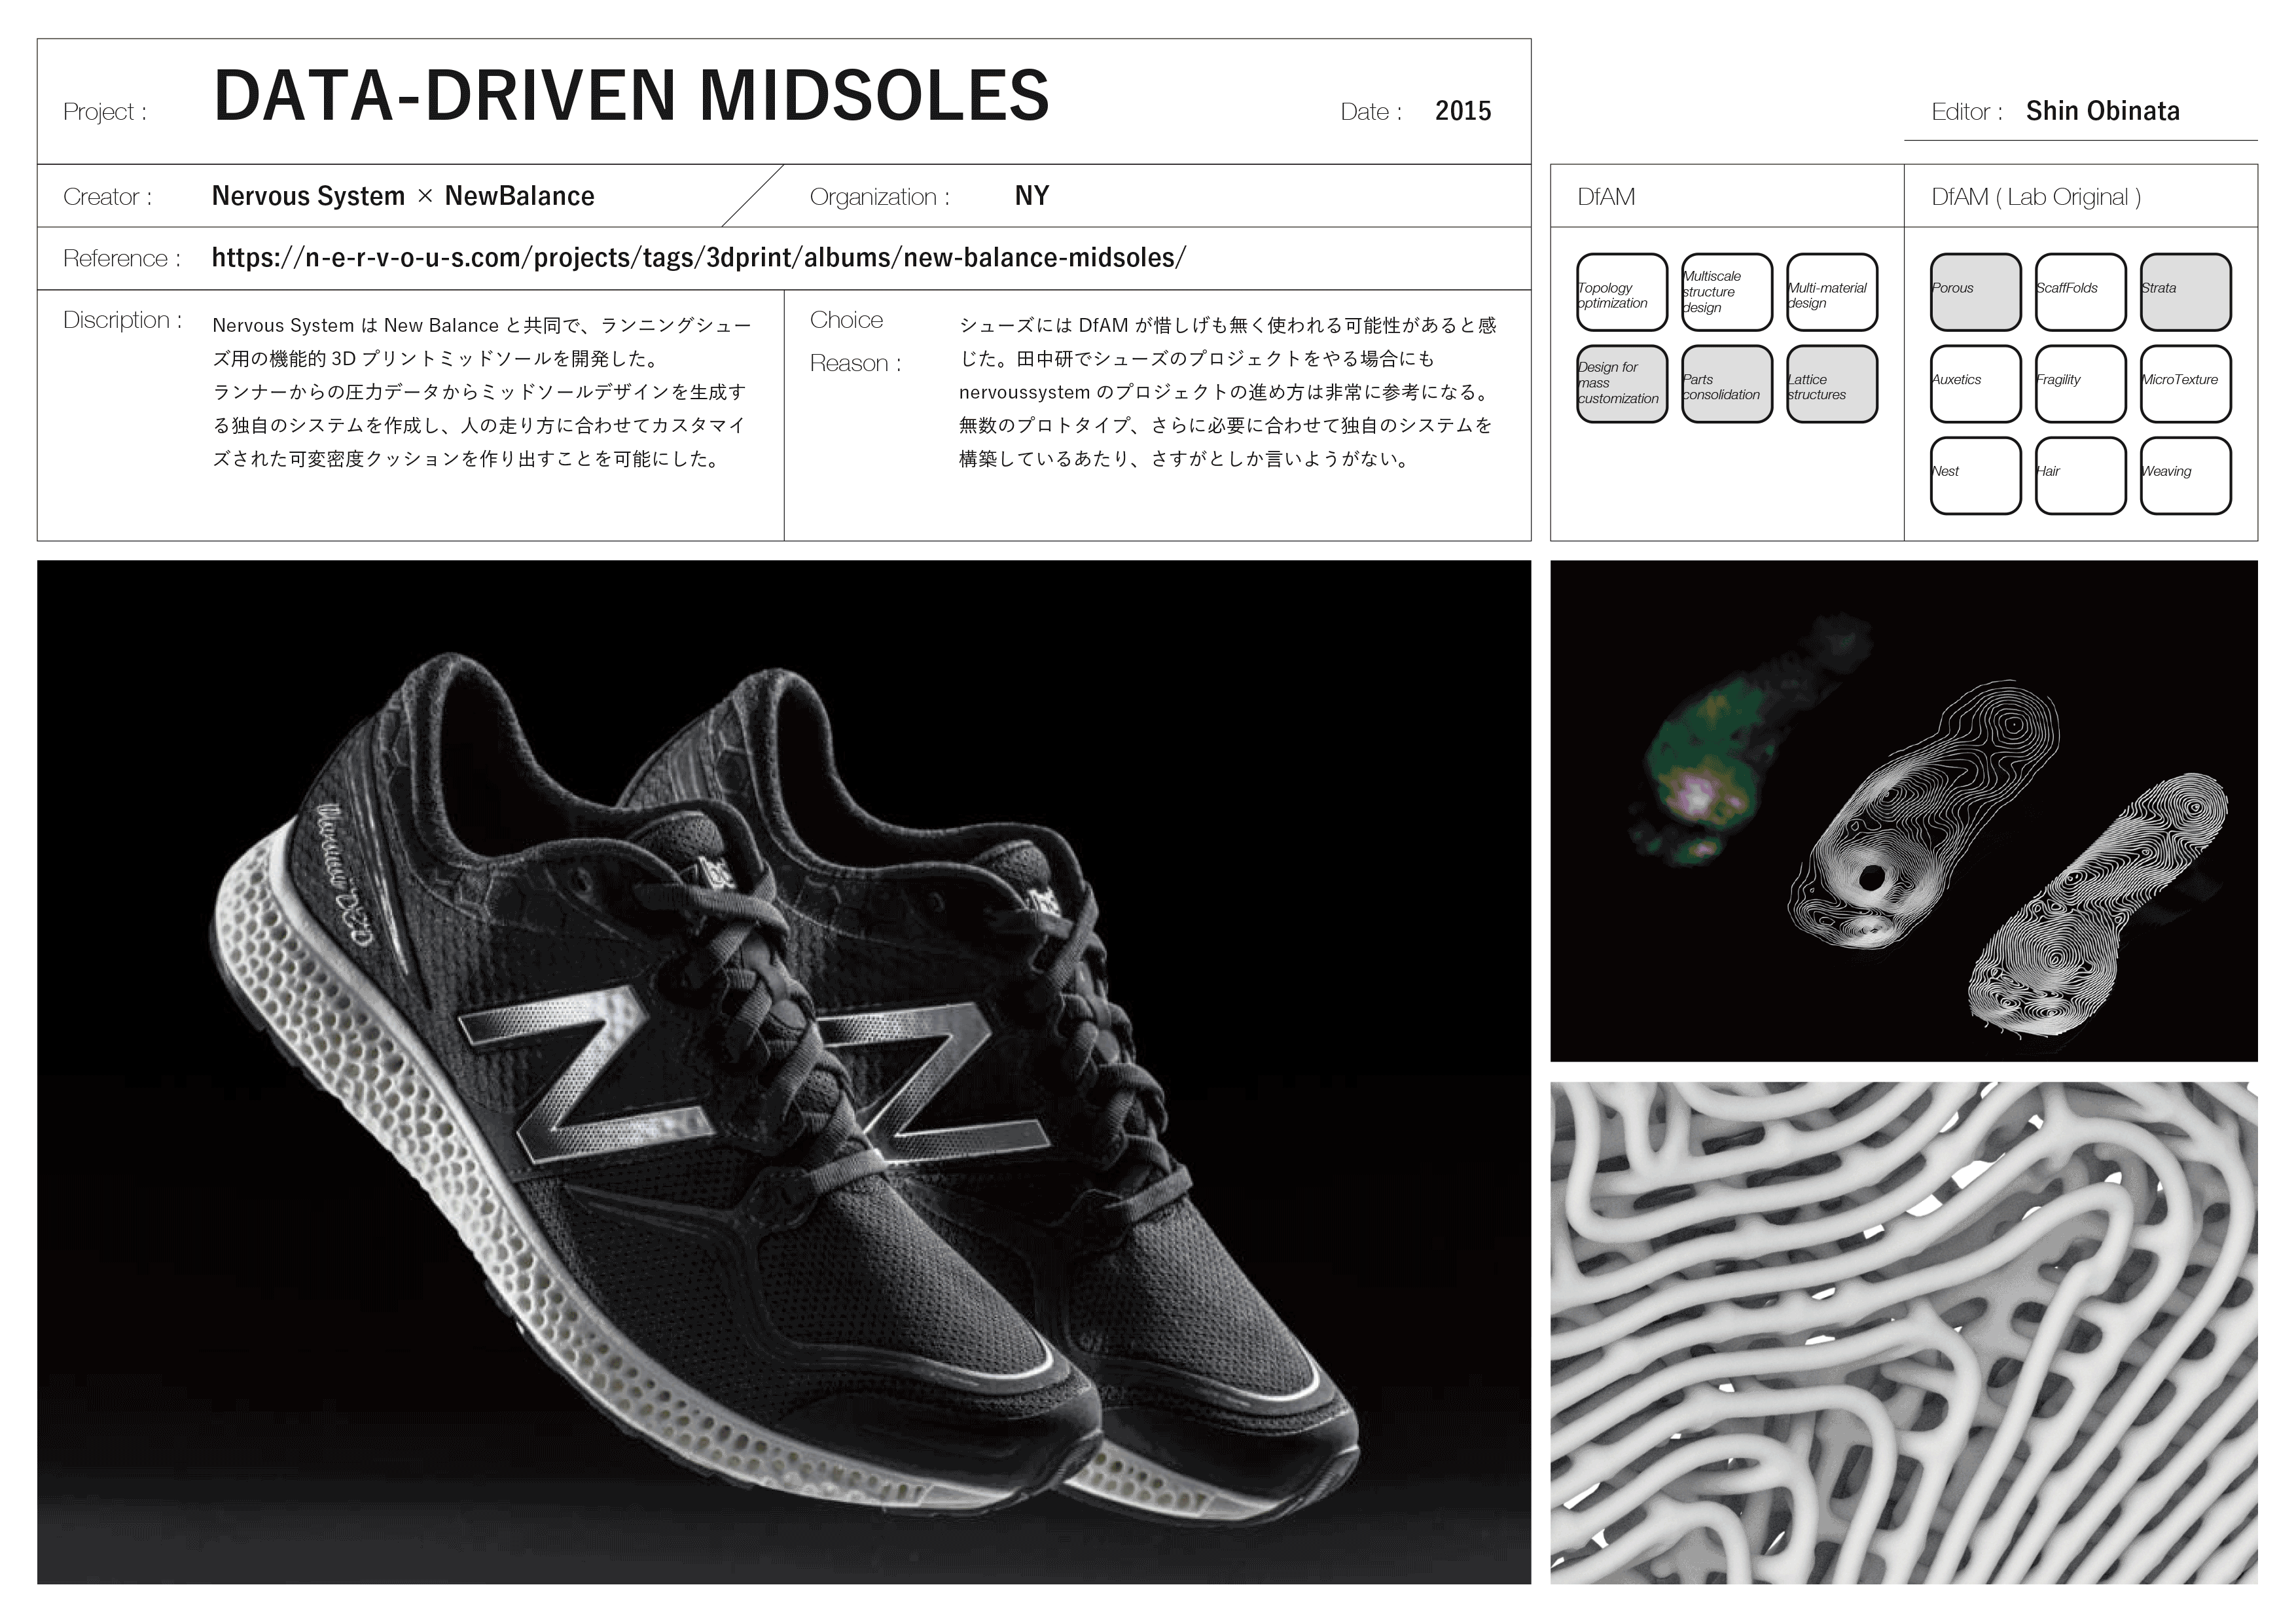 Project :
DATA-DRIVEN MIDSOLES
Date :
2015
Editor :
Shin Obinata
Creator :
Nervous System × NewBalance
Organization :
NY
Reference :
https://n-e-r-v-o-u-s.com/projects/tags/3dprint/albums/new-balance-midsoles/
Discription :
Nervous System は New Balance と共同で、ランニングシュー
ズ用の機能的 3D プリントミッドソールを開発した。
ランナーからの圧力データからミッドソールデザインを生成す
る独自のシステムを作成し、人の走り方に合わせてカスタマイ
ズされた可変密度クッションを作り出すことを可能にした。
Choice
Reason :
シューズには DfAM が惜しげも無く使われる可能性があると感
じた。田中研でシューズのプロジェクトをやる場合にも
nervoussystem のプロジェクトの進め方は非常に参考になる。
無数のプロトタイプ、さらに必要に合わせて独自のシステムを
構築しているあたり、さすがとしか言いようがない。
DfAM
Topology
optimization
Multiscale
structure
design
Multi-material
design
Design for
mass
customization
Parts
consolidation
Lattice
structures
DfAM ( Lab Original )
Porous
ScaffFolds
Strata
Auxetics
Fragility
MicroTexture
Nest
Hair
Weaving
N
N